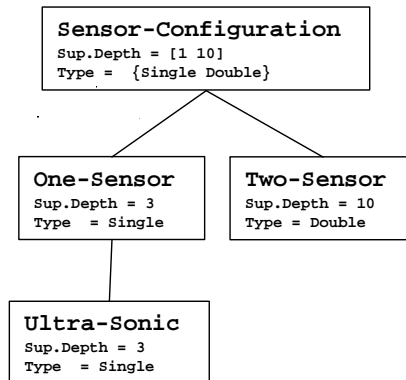 Sensor-Configuration
Sup.Depth = [1 10]
Type = {Single Double}
One-Sensor
Sup.Depth = 3
Type = Single
Two-Sensor
Sup.Depth = 10
Type = Double
Ultra-Sonic
Sup.Depth = 3
Type = Single